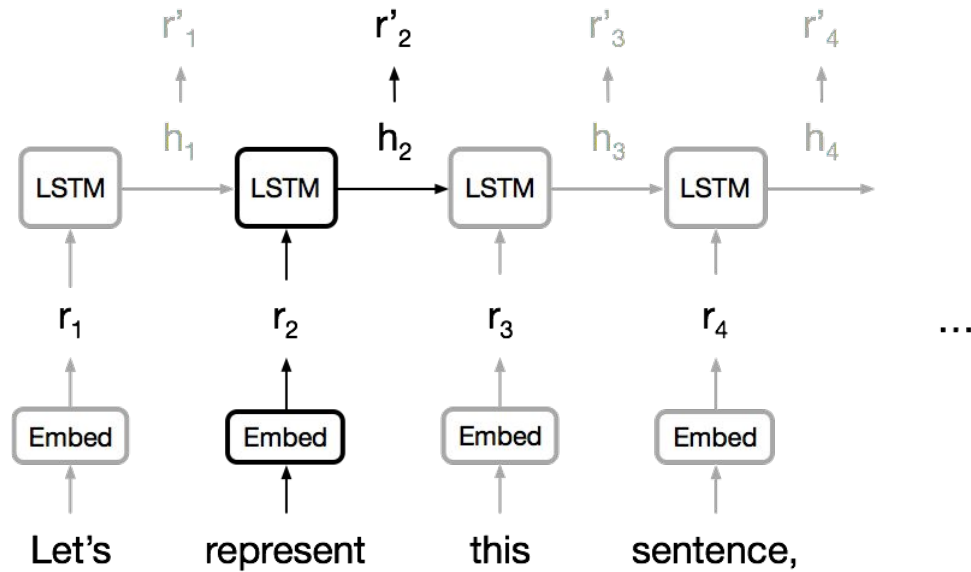 r'₁ r'₂ r'₃ r'₄
h₁ h₂ h₃ h₄
LSTM LSTM LSTM LSTM
r₁ r₂ r₃ r₄ ...
Embed Embed Embed Embed
Let's represent this sentence,